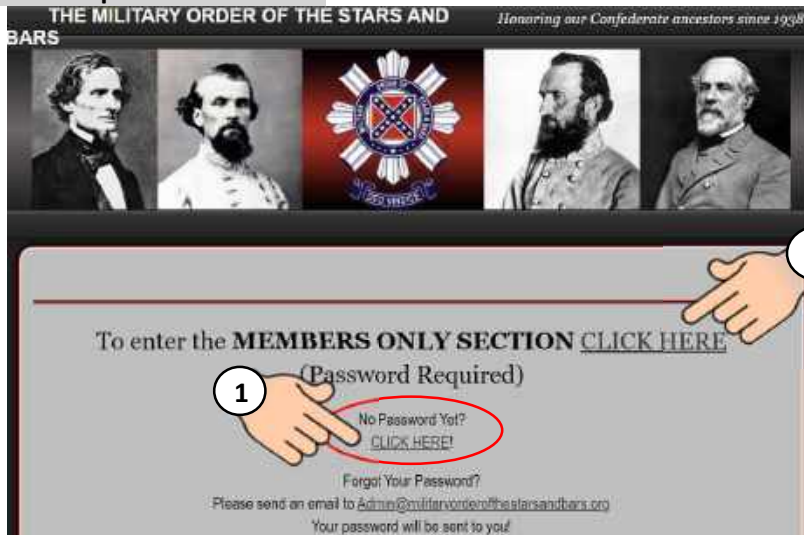 THE MILITARY ORDER OF THE STARS AND
BARS
Honoring our Confederate ancestors since 1938
To enter the MEMBERS ONLY SECTION CLICK HERE
(Password Required)
1
No Password Yet?
CLICK HERE!
Forgot Your Password?
Please send an email to Admin@militaryorderofthestarsandbars.org
Your password will be sent to you!